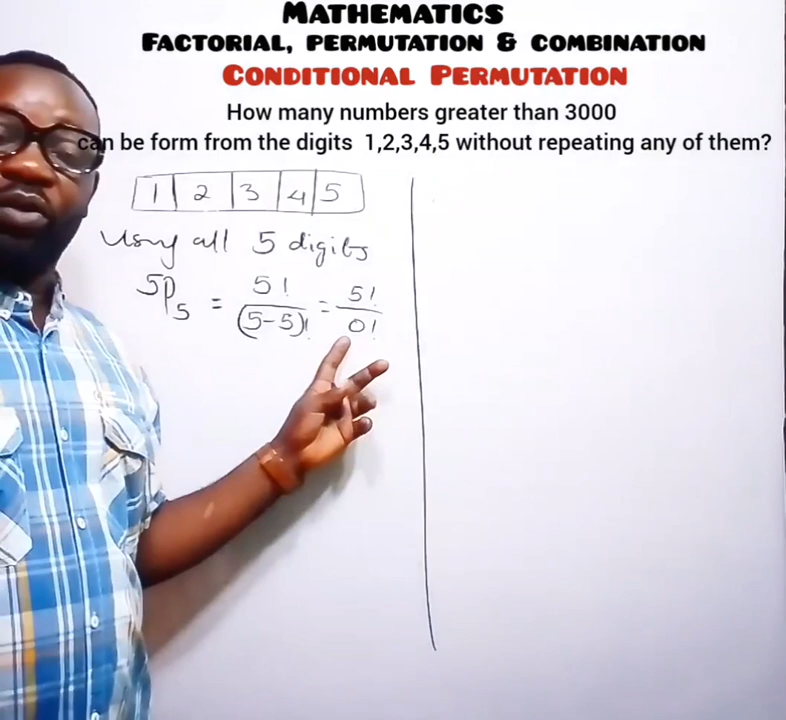 MATHEMATICS
FACTORIAL, PERMUTATION & COMBINATION
CONDITIONAL PERMUTATION
How many numbers greater than 3000
can be form from the digits 1,2,3,4,5 without repeating any of them?
1 2 3 4 5
Using all 5 digits
5P5 = 5!/(5-5)! = 5!/0!